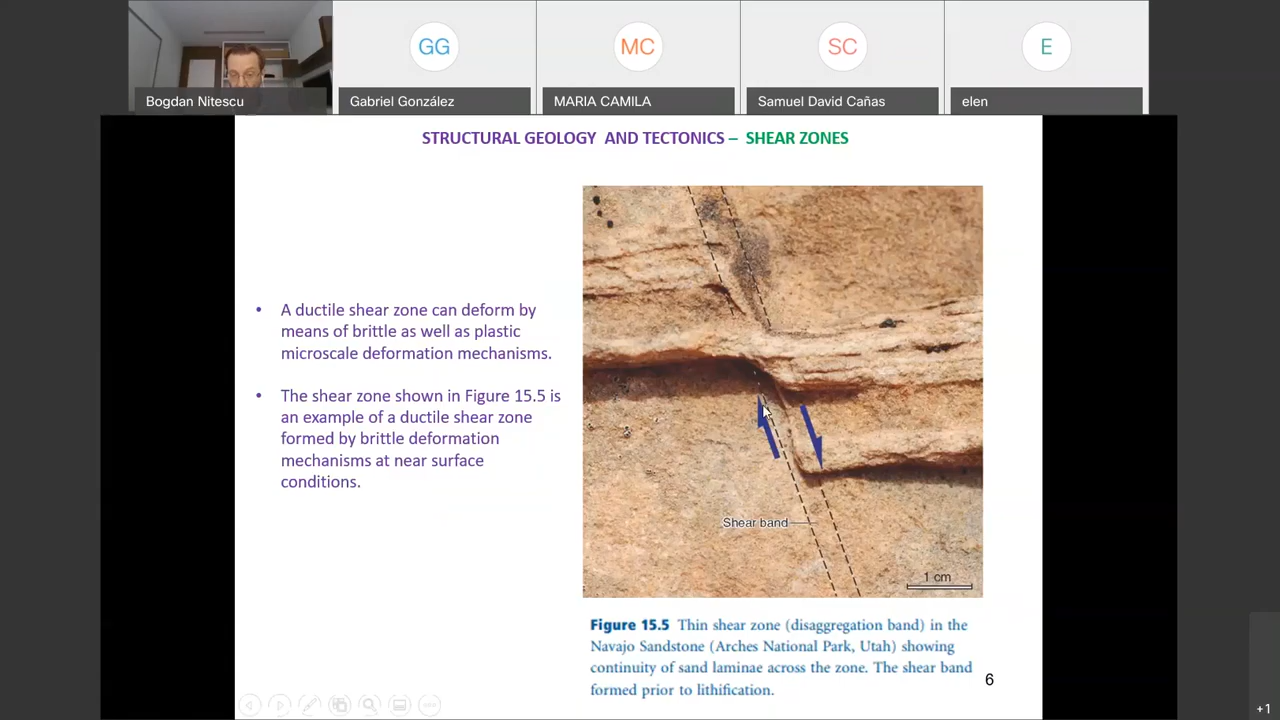 GG
MC
SC
E
Bogdan Nitescu
Gabriel González
MARIA CAMILA
Samuel David Cañas
elen
STRUCTURAL GEOLOGY AND TECTONICS – SHEAR ZONES
• A ductile shear zone can deform by
means of brittle as well as plastic
microscale deformation mechanisms.
• The shear zone shown in Figure 15.5 is
an example of a ductile shear zone
formed by brittle deformation
mechanisms at near surface
conditions.
Shear band
1 cm
Figure 15.5 Thin shear zone (disaggregation band) in the
Navajo Sandstone (Arches National Park, Utah) showing
continuity of sand laminae across the zone. The shear band
formed prior to lithification.
6
+1